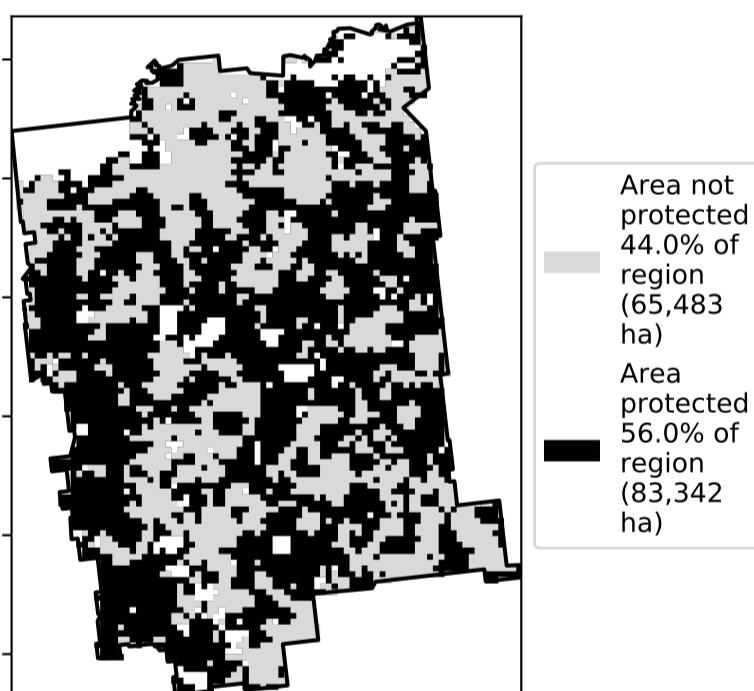 Area not
protected
44.0% of
region
(65,483
ha)
Area
protected
56.0% of
region
(83,342
ha)